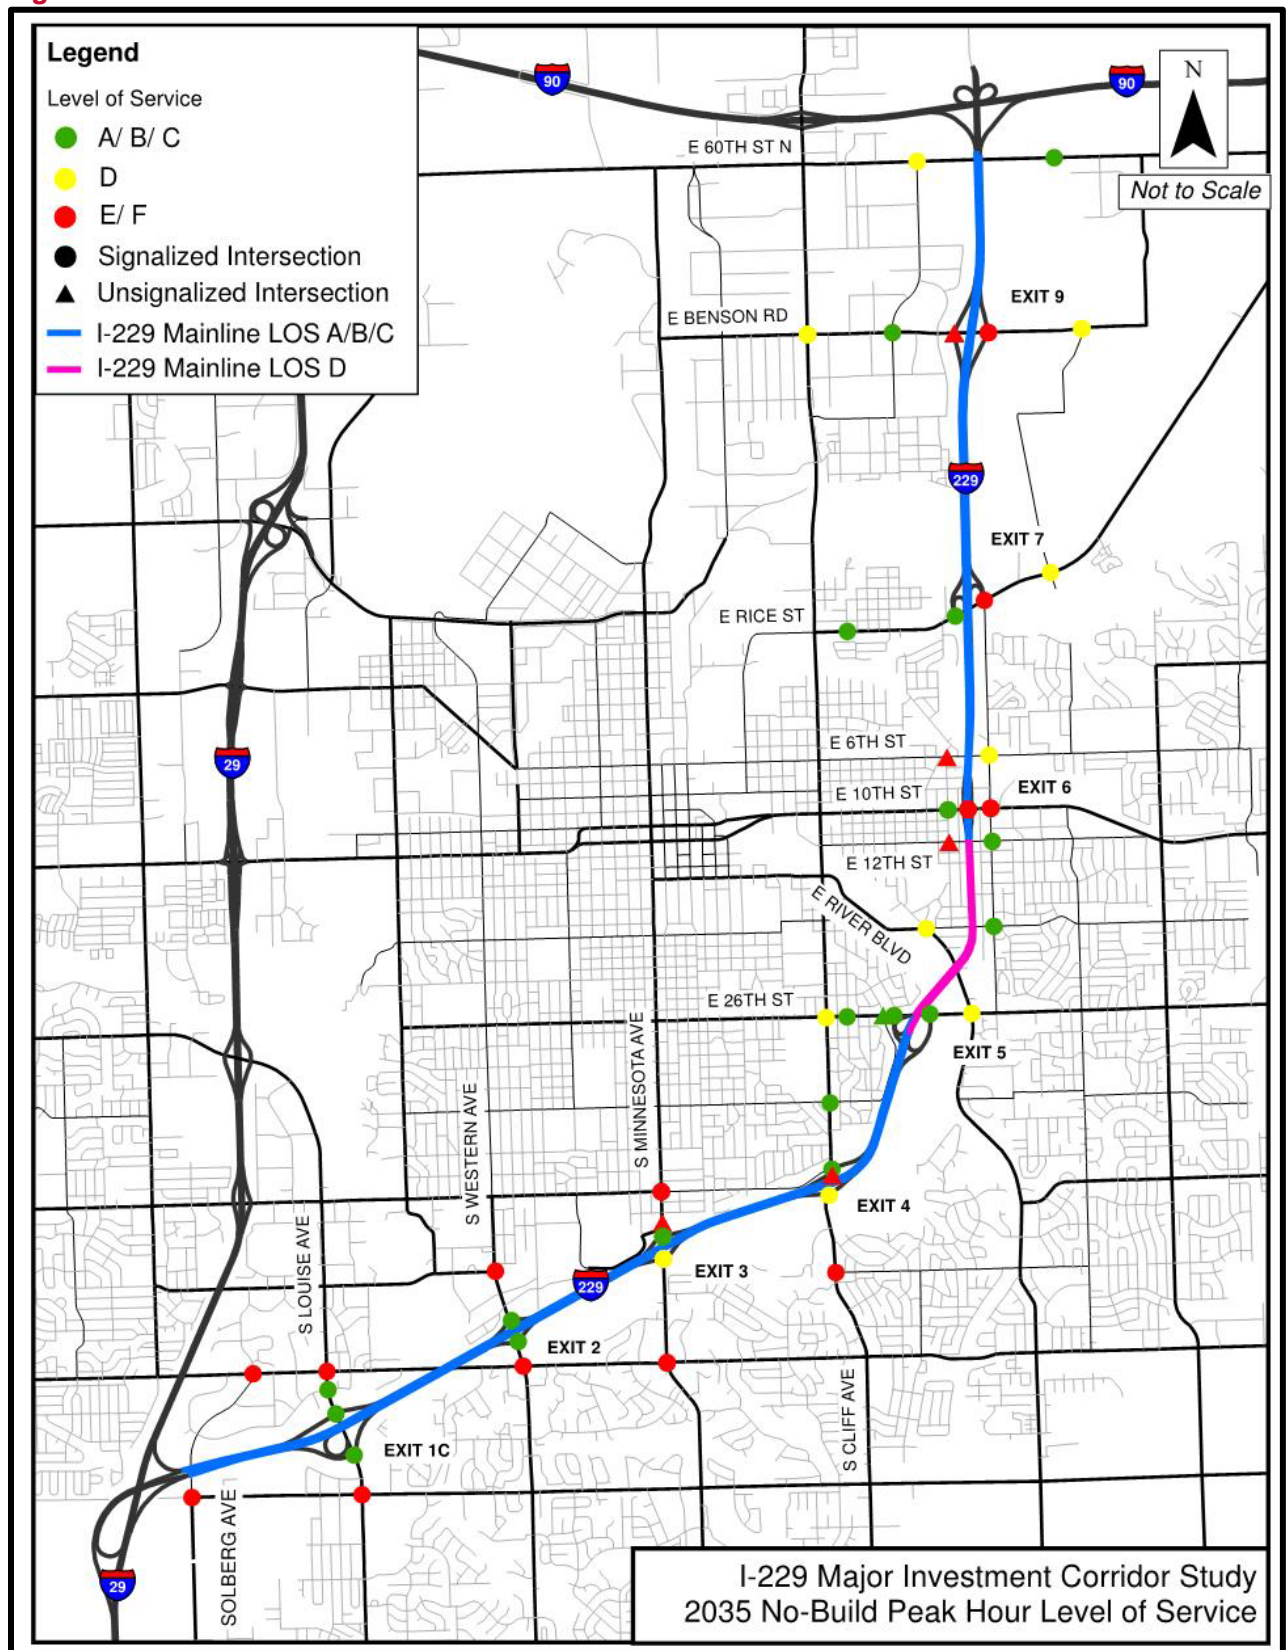 Legend
Level of Service
A/ B/ C
D
E/ F
Signalized Intersection
Unsignalized Intersection
I-229 Mainline LOS A/B/C
I-229 Mainline LOS D
90
90
N
Not to Scale
E 60TH ST N
EXIT 9
E BENSON RD
229
EXIT 7
E RICE ST
E 6TH ST
29
EXIT 6
E 10TH ST
E 12TH ST
E RIVER BLVD
E 26TH ST
S MINNESOTA AVE
EXIT 5
S WESTERN AVE
EXIT 4
S LOUISE AVE
EXIT 3
229
EXIT 2
S CLIFF AVE
EXIT 1C
SOLBERG AVE
29
I-229 Major Investment Corridor Study
2035 No-Build Peak Hour Level of Service